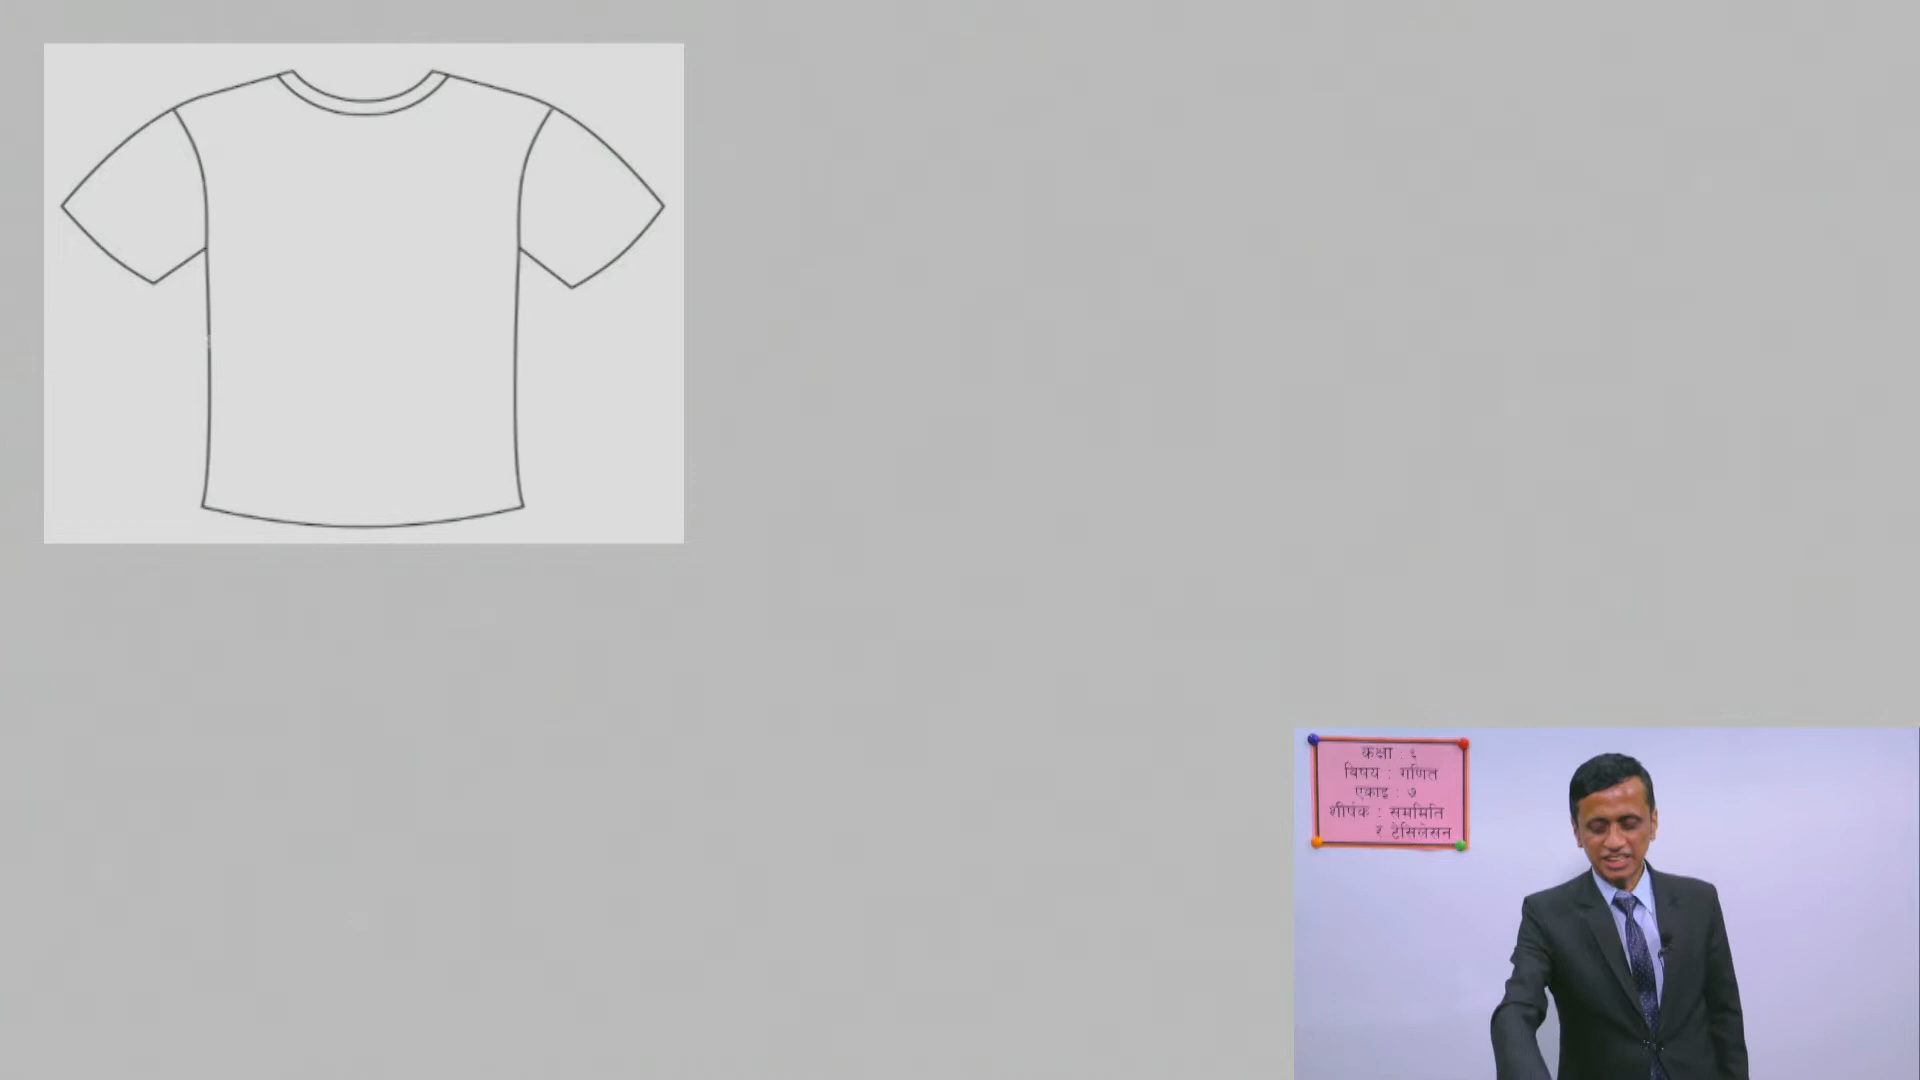 कक्षा : ६
बिषय : गणित
एकाइ : ७
शीर्षक : सममिति
र टेसिलेसन